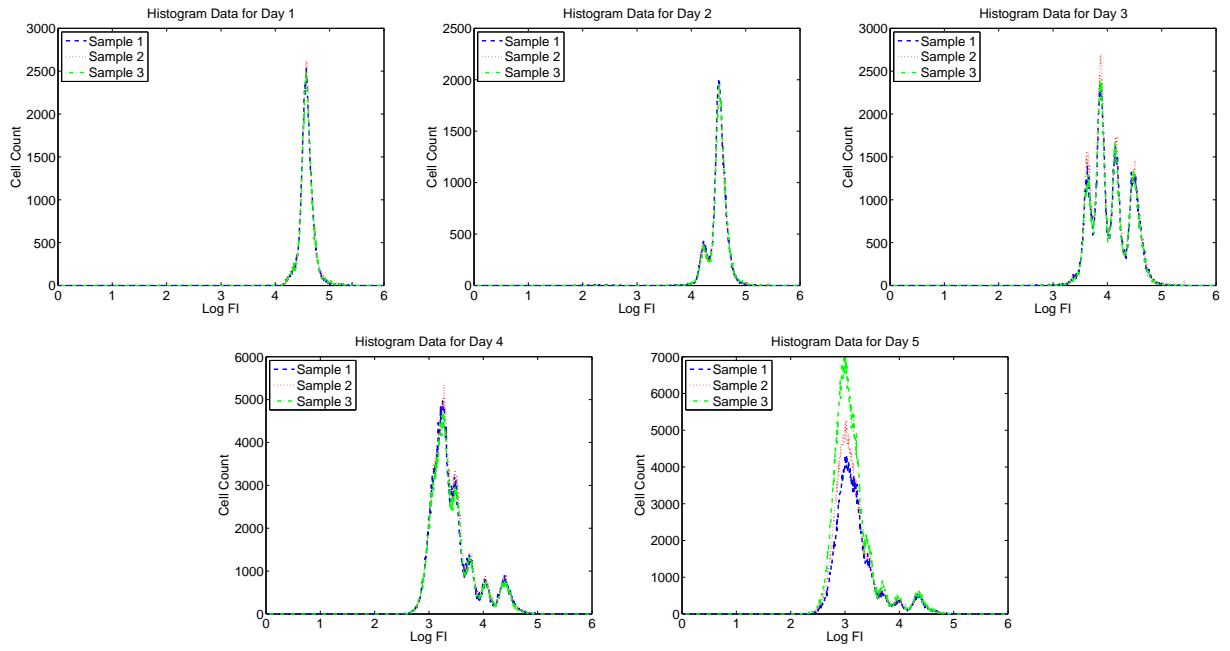 Histogram Data for Day 1
3000
2500
2000
1500
1000
500
0
Cell Count
Sample 1
Sample 2
Sample 3
0 1 2 3 4 5 6
Log FI
Histogram Data for Day 2
2500
2000
1500
1000
500
0
Cell Count
Sample 1
Sample 2
Sample 3
0 1 2 3 4 5 6
Log FI
Histogram Data for Day 3
3000
2500
2000
1500
1000
500
0
Cell Count
Sample 1
Sample 2
Sample 3
0 1 2 3 4 5 6
Log FI
Histogram Data for Day 4
6000
5000
4000
3000
2000
1000
0
Cell Count
Sample 1
Sample 2
Sample 3
0 1 2 3 4 5 6
Log FI
Histogram Data for Day 5
7000
6000
5000
4000
3000
2000
1000
0
Cell Count
Sample 1
Sample 2
Sample 3
0 1 2 3 4 5 6
Log FI